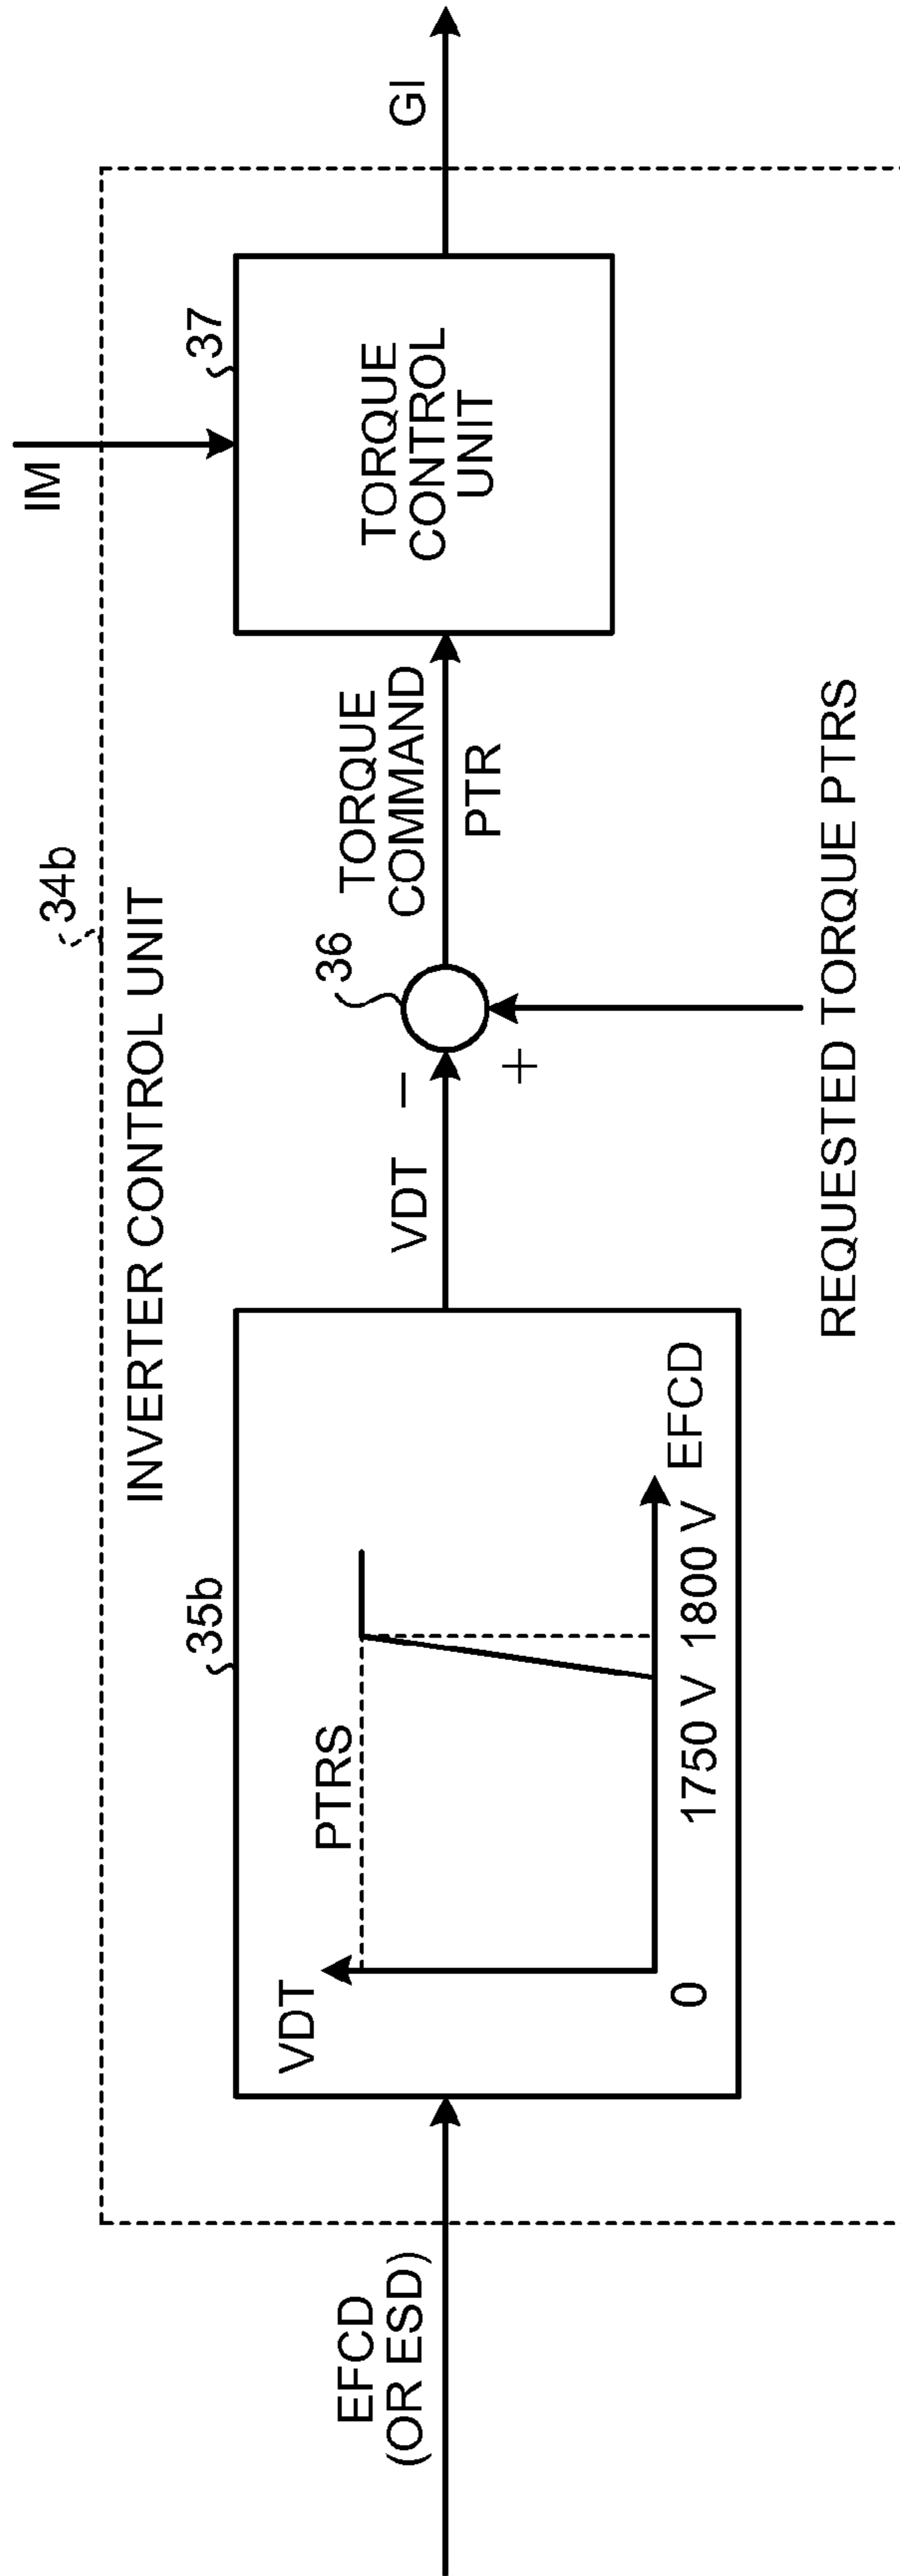 34b
INVERTER CONTROL UNIT
EFCD
(OR ESD)
35b
VDT
PTRS
0
1750 V
1800 V
EFCD
VDT
−
+
36
REQUESTED TORQUE PTRS
TORQUE
COMMAND
PTR
IM
37
TORQUE
CONTROL
UNIT
GI